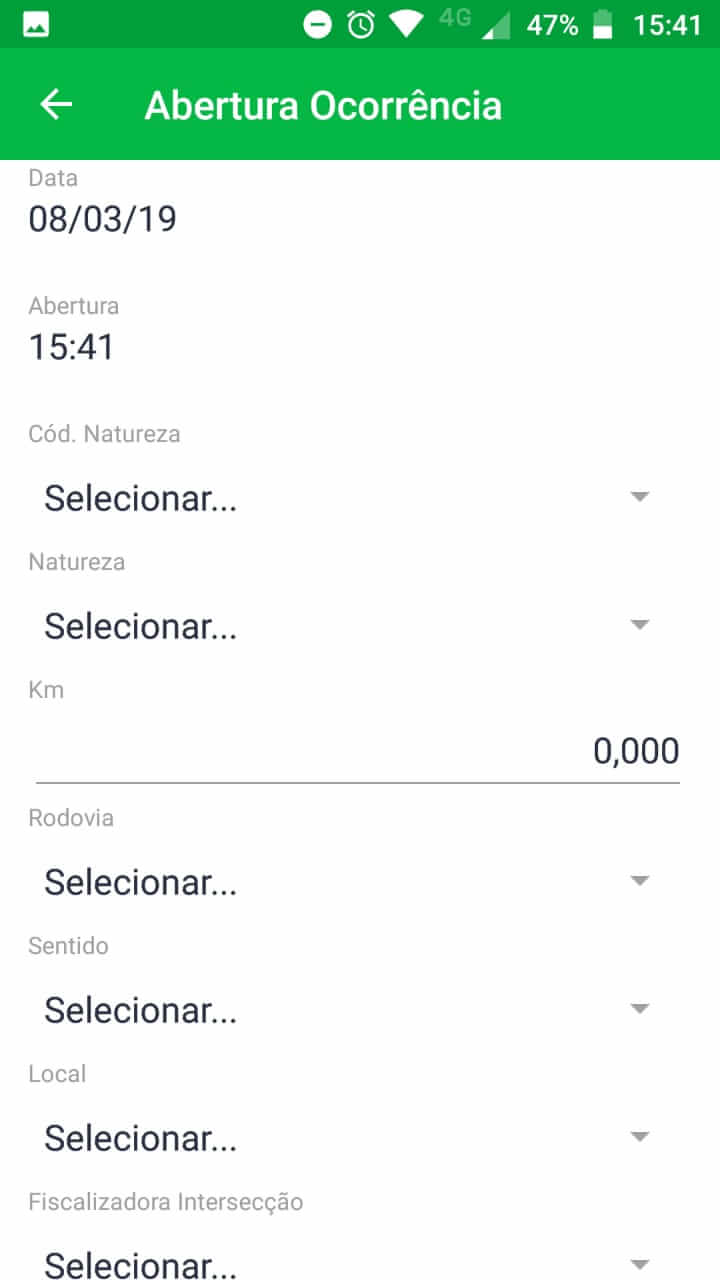 4G 47% 15:41
Abertura Ocorrência
Data
08/03/19
Abertura
15:41
Cód. Natureza
Selecionar...
Natureza
Selecionar...
Km
0,000
Rodovia
Selecionar...
Sentido
Selecionar...
Local
Selecionar...
Fiscalizadora Intersecção
Selecionar...